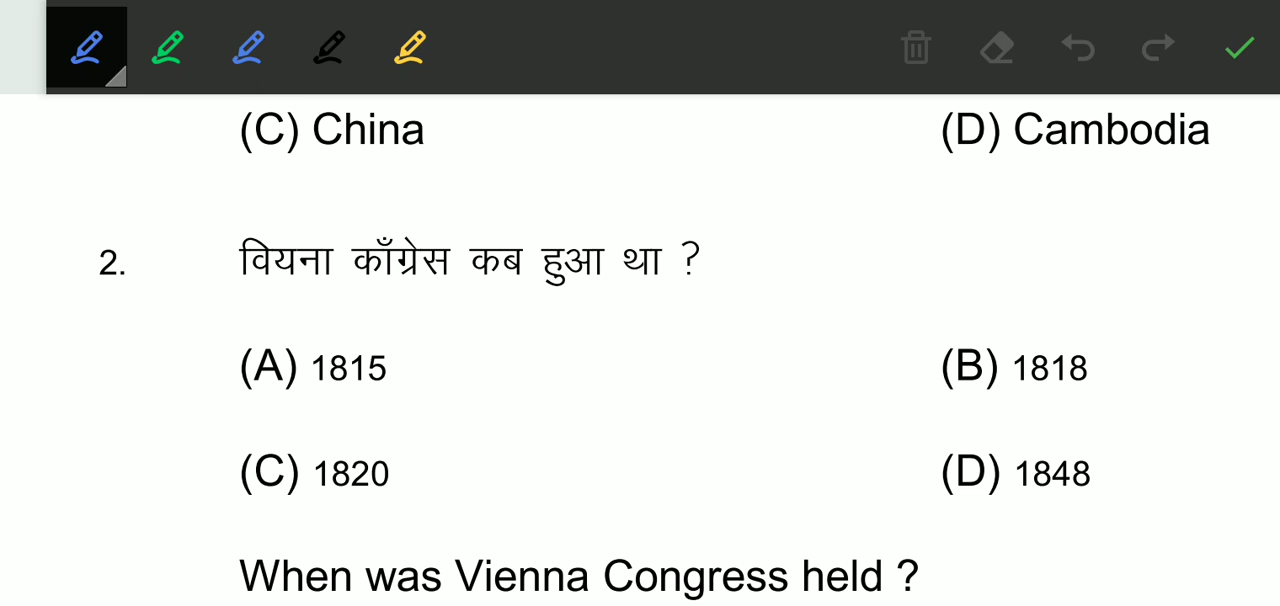 (C) China (D) Cambodia
2. वियना काँग्रेस कब हुआ था ?
(A) 1815 (B) 1818
(C) 1820 (D) 1848
When was Vienna Congress held ?